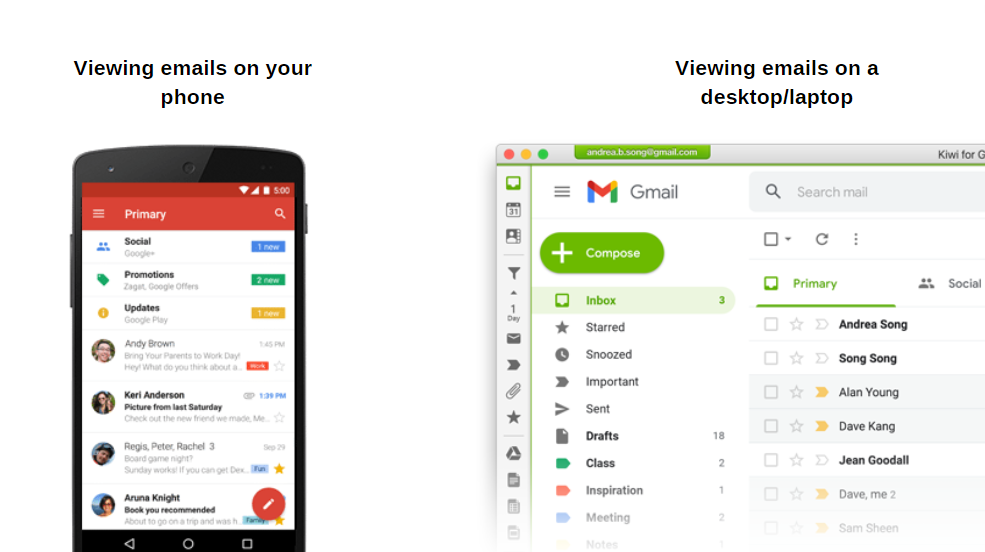 Viewing emails on your
phone
Viewing emails on a
desktop/laptop
5:00
Primary
Social
1 new
Google+
Promotions
2 new
Zagat, Google Offers
Updates
1 new
Google Play
Andy Brown
1:45 PM
Bring Your Parents to Work Day!
Hey! What do you think about a...
Work
Keri Anderson
1:39 PM
Picture from last Saturday
Check out the new friend we made, Me...
Regis, Peter, Rachel 3
Sep 29
Board game night?
Sunday works! If you can get Dex...
Fun
Aruna Knight
Book you recommended
About to go on a trip and was h...
Family
andrea.b.song@gmail.com
Kiwi for G
31
1
Day
Gmail
Search mail
Compose
Inbox 3
Starred
Snoozed
Important
Sent
Drafts 18
Class 2
Inspiration 1
Meeting 2
Notes
Primary
Social
Andrea Song
Song Song
Alan Young
Dave Kang
Jean Goodall
Dave, me 2
Sam Sheen